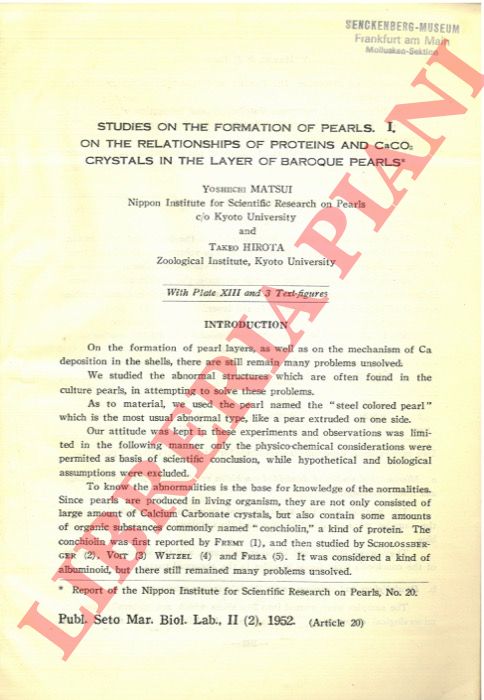 SENCKENBERG-MUSEUM
Frankfurt am Main
Mollusken-Sektion
STUDIES ON THE FORMATION OF PEARLS. I.
ON THE RELATIONSHIPS OF PROTEINS AND CaCO3
CRYSTALS IN THE LAYER OF BAROQUE PEARLS*
YOSHIICHI MATSUI
Nippon Institute for Scientific Research on Pearls
c/o Kyoto University
and
TAKEO HIROTA
Zoological Institute, Kyoto University
With Plate XIII and 3 Text-figures
INTRODUCTION
On the formation of pearl layers, as well as on the mechanism of Ca
deposition in the shells, there are still remain many problems unsolved.
We studied the abnormal structures which are often found in the
culture pearls, in attempting to solve these problems.
As to material, we used the pearl named the "steel colored pearl"
which is the most usual abnormal type, like a pear extruded on one side.
Our attitude was kept in these experiments and observations was limi-
ted in the following manner only the physico-chemical considerations were
permited as basis of scientific conclusion, while hypothetical and biological
assumptions were excluded.
To know the abnormalities is the base for knowledge of the normalities.
Since pearls are produced in living organism, they are not only consisted of
large amount of Calcium Carbonate crystals, but also contain some amounts
of organic substances commonly named "conchiolin," a kind of protein. The
conchiolin was first reported by FREMY (1), and then studied by SCHOLOSSBER-
GER (2), VOIT (3) WETZEL (4) and FRIZA (5). It was considered a kind of
albuminoid, but there still remained many problems unsolved.
* Report of the Nippon Institute for Scientific Research on Pearls, No. 20.
Publ. Seto Mar. Biol. Lab., II (2), 1952. (Article 20)
LIBRERIA PIANI